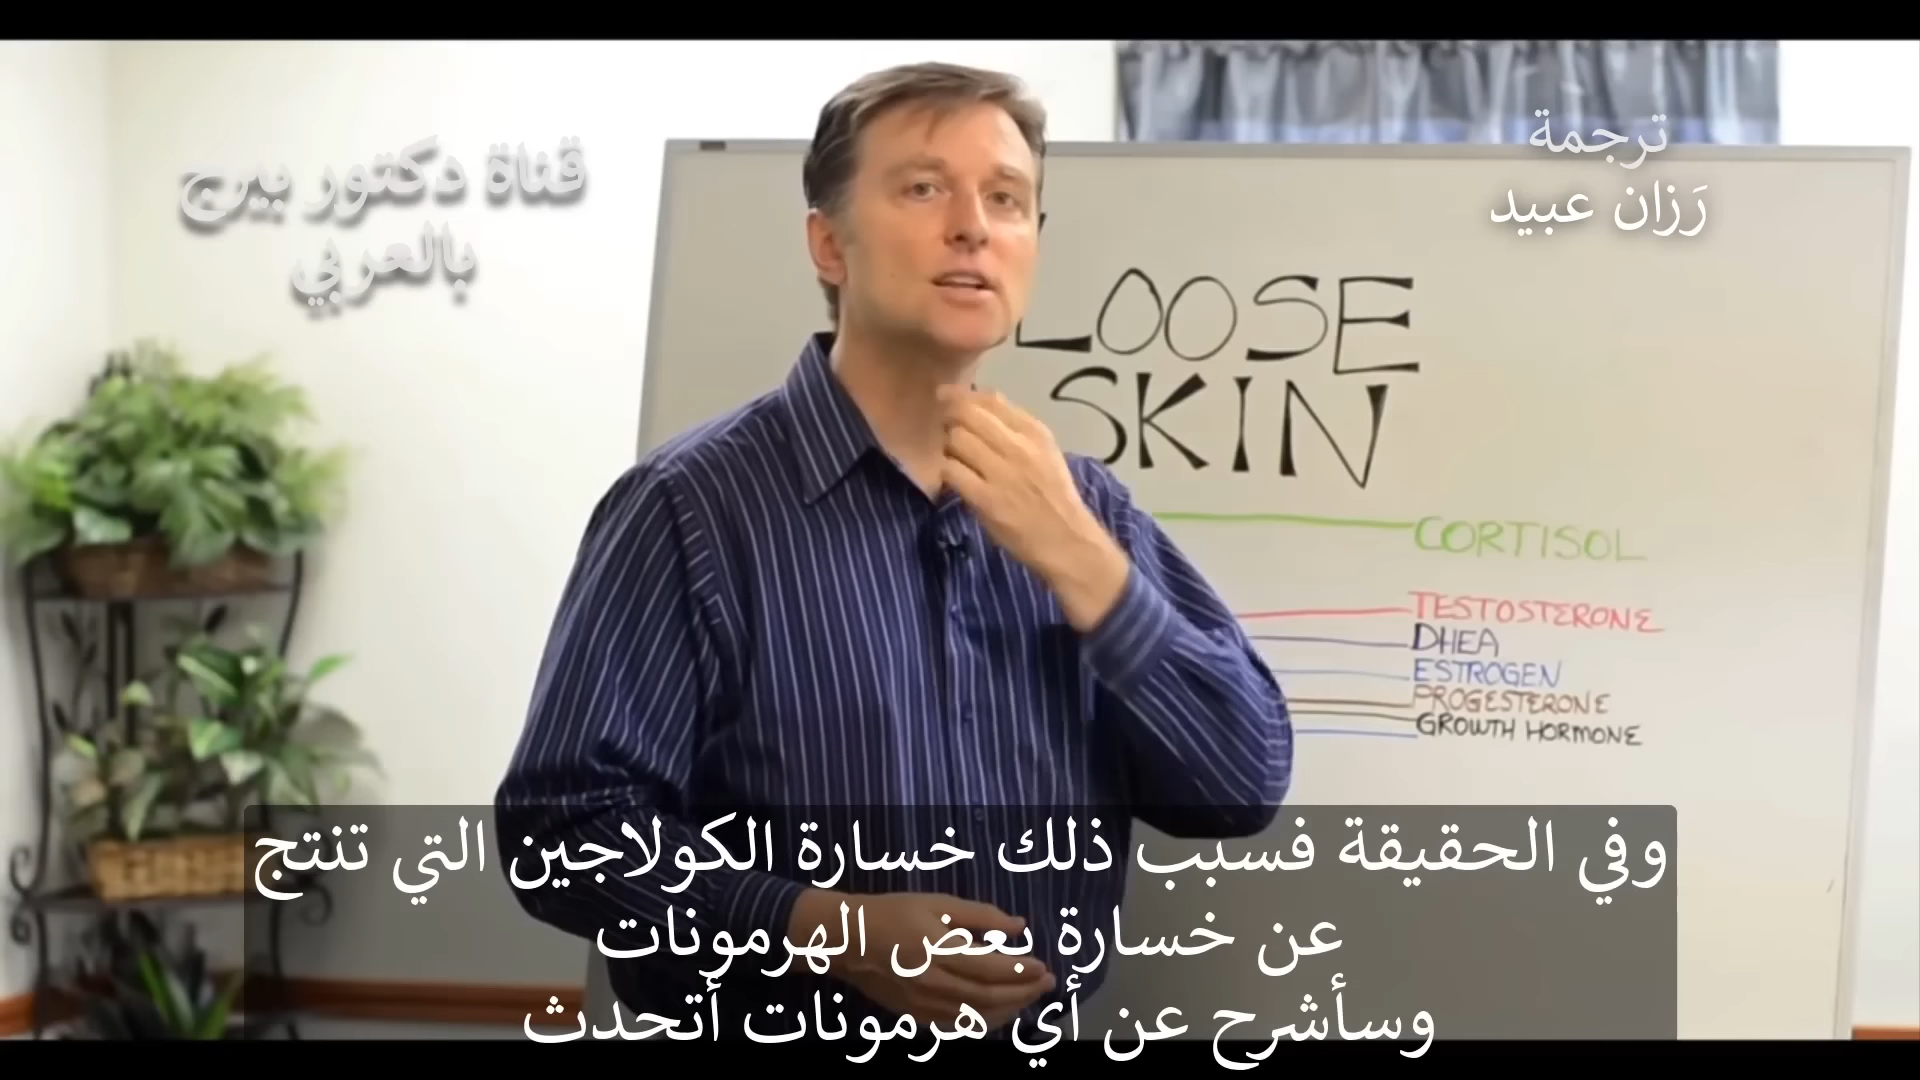 قناة دكتور بيرج
بالعربي
ترجمة
رَزان عبيد
LOOSE
SKIN
CORTISOL
TESTOSTERONE
DHEA
ESTROGEN
PROGESTERONE
GROWTH HORMONE
وفي الحقيقة فسبب ذلك خسارة الكولاجين التي تنتج
عن خسارة بعض الهرمونات
وسأشرح عن أي هرمونات أتحدث